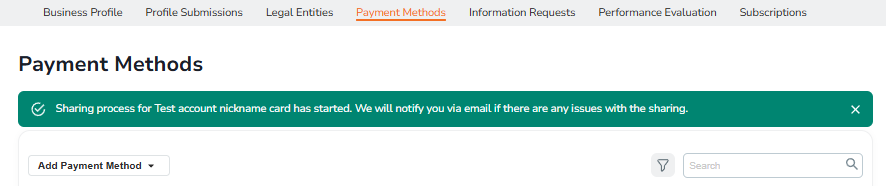 Business Profile Profile Submissions Legal Entities Payment Methods Information Requests Performance Evaluation Subscriptions
Payment Methods
Sharing process for Test account nickname card has started. We will notify you via email if there are any issues with the sharing.
Add Payment Method Search